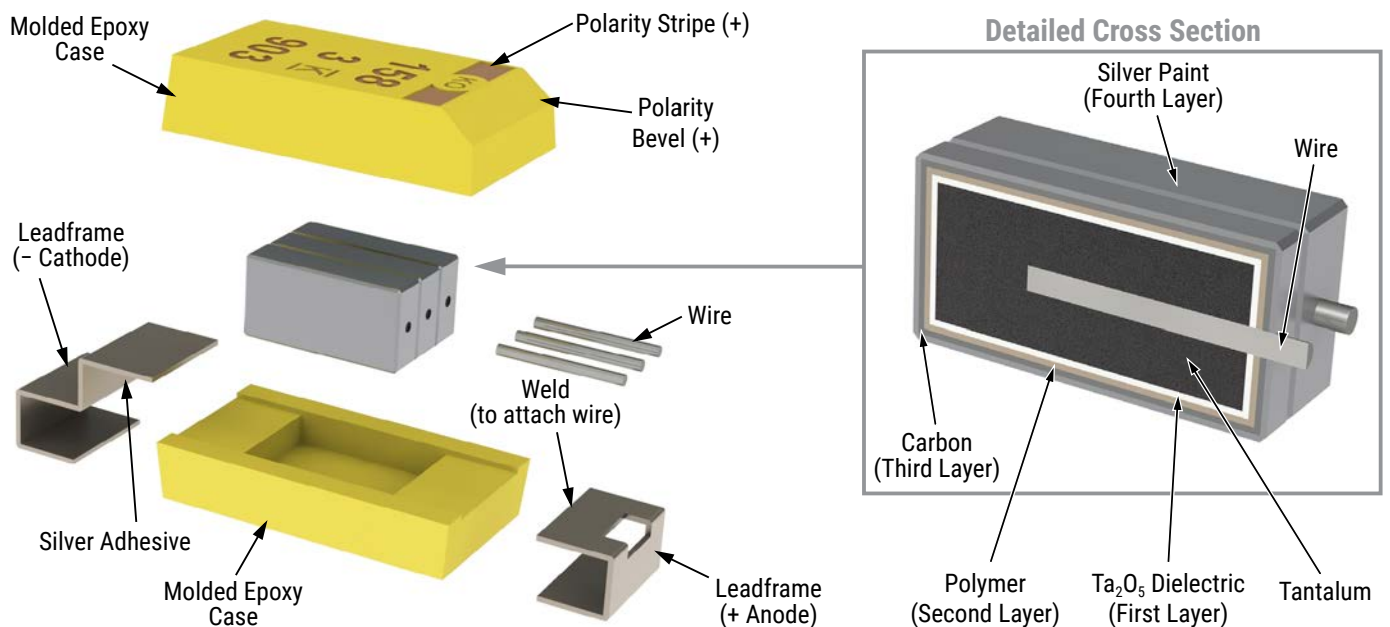 Molded Epoxy
Case
Polarity Stripe (+)
Polarity
Bevel (+)
903
3
158
KO
Leadframe
(− Cathode)
Wire
Weld
(to attach wire)
Silver Adhesive
Molded Epoxy
Case
Leadframe
(+ Anode)
Detailed Cross Section
Silver Paint
(Fourth Layer)
Wire
Carbon
(Third Layer)
Polymer
(Second Layer)
Ta₂O₅ Dielectric
(First Layer)
Tantalum